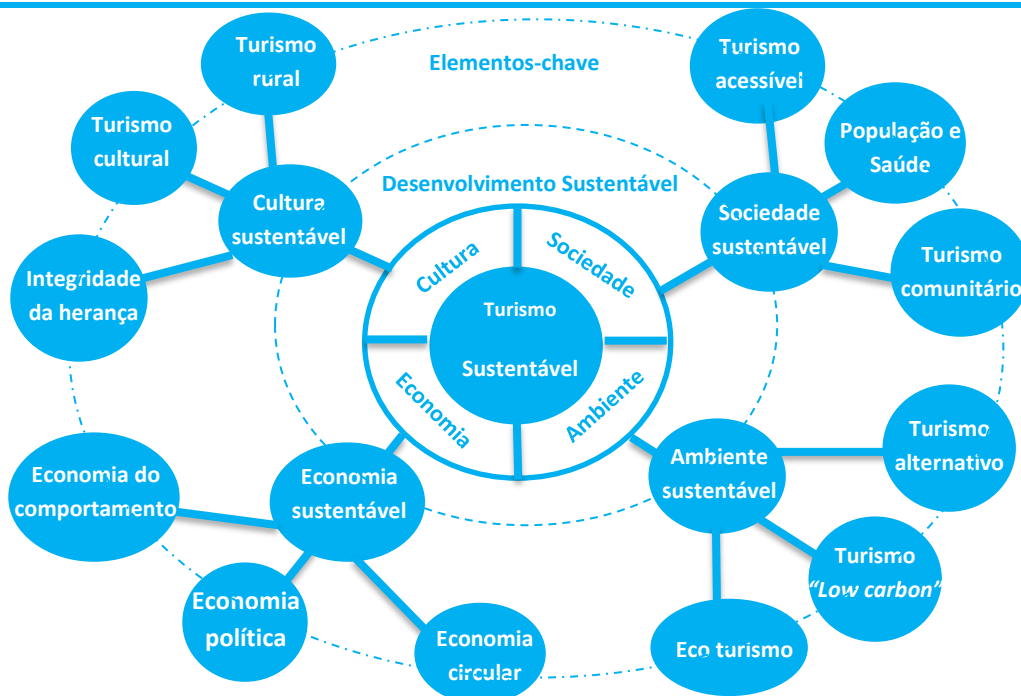 Turismo
rural
Elementos-chave
Turismo
acessível
Turismo
cultural
População e
Saúde
Desenvolvimento Sustentável
Cultura
sustentável
Sociedade
sustentável
Cultura
Sociedade
Integridade
da herança
Turismo
comunitário
Turismo
Sustentável
Economia
Ambiente
Turismo
alternativo
Economia do
comportamento
Economia
sustentável
Ambiente
sustentável
Turismo
“Low carbon”
Economia
política
Economia
circular
Eco turismo